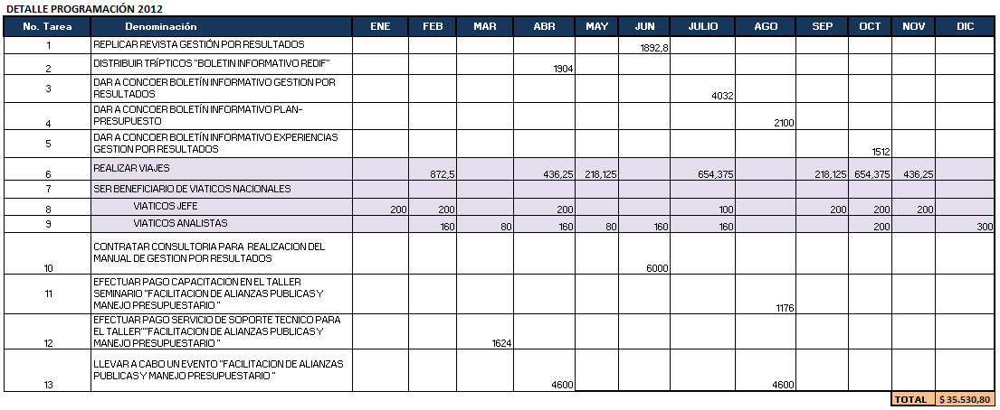 DETALLE PROGRAMACIÓN 2012
No. Tarea Denominación ENE FEB MAR ABR MAY JUN JULIO AGO SEP OCT NOV DIC
1 REPLICAR REVISTA GESTIÓN POR RESULTADOS 1892,8
2 DISTRIBUIR TRÍPTICOS "BOLETIN INFORMATIVO REDIF" 1904
3 DAR A CONCOER BOLETÍN INFORMATIVO GESTION POR
RESULTADOS 4032
4 DAR A CONCOER BOLETÍN INFORMATIVO PLAN-
PRESUPUESTO 2100
5 DAR A CONCOER BOLETÍN INFORMATIVO EXPERIENCIAS
GESTION POR RESULTADOS 1512
6 REALIZAR VIAJES 872,5 436,25 218,125 654,375 218,125 654,375 436,25
7 SER BENEFICIARIO DE VIATICOS NACIONALES
8 VIATICOS JEFE 200 200 200 100 200 200 200
9 VIATICOS ANALISTAS 160 80 160 80 160 160 200 300
CONTRATAR CONSULTORIA PARA REALIZACION DEL
MANUAL DE GESTION POR RESULTADOS
10 6000
EFECTUAR PAGO CAPACITACION EN EL TALLER
11 SEMINARIO "FACILITACION DE ALIANZAS PUBLICAS Y
MANEJO PRESUPUESTARIO " 1176
EFECTUAR PAGO SERVICIO DE SOPORTE TECNICO PARA
EL TALLER""FACILITACION DE ALIANZAS PUBLICAS Y
12 MANEJO PRESUPUESTARIO " 1624
LLEVAR A CABO UN EVENTO "FACILITACION DE ALIANZAS
PUBLICAS Y MANEJO PRESUPUESTARIO "
13 4600 4600
TOTAL $ 35.530,80